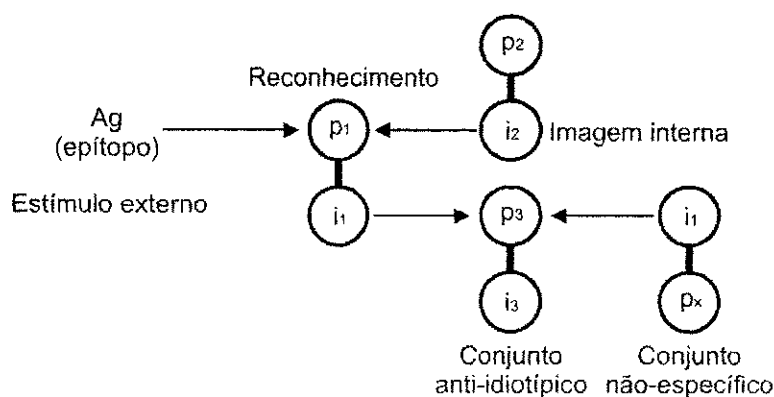 p2
Reconhecimento
Ag
(epítopo)
p1
i2
Imagem interna
Estímulo externo
i1
p3
i1
i3
px
Conjunto
anti-idiotípico
Conjunto
não-específico